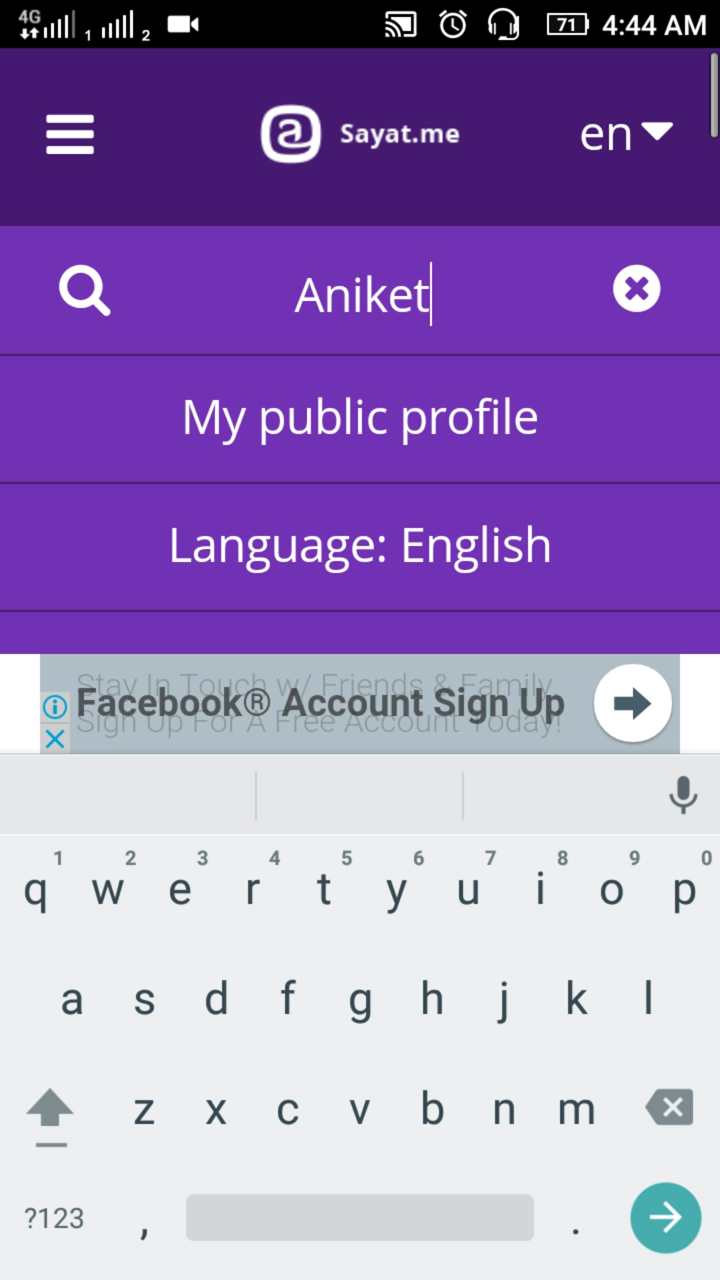 4G 1 2 71 4:44 AM
Sayat.me en
Aniket
My public profile
Language: English
Stay In Touch w/ Friends & Family
Facebook® Account Sign Up
Sign Up For A Free Account Today!
1 2 3 4 5 6 7 8 9 0
q w e r t y u i o p
a s d f g h j k l
z x c v b n m
?123 , .